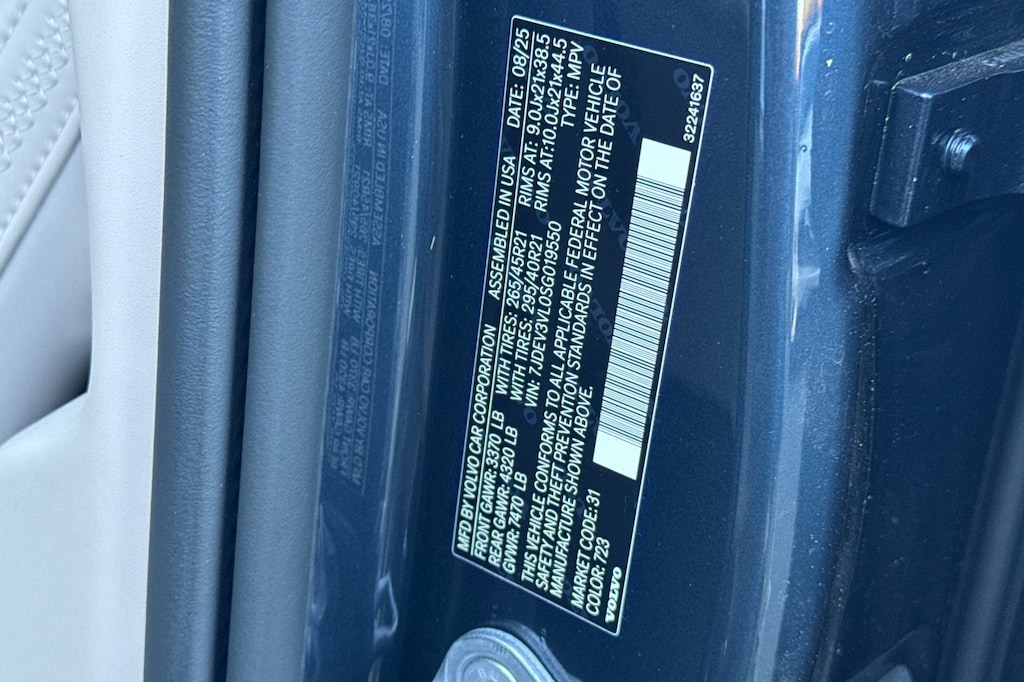 MFD BY VOLVO CAR CORPORATION ASSEMBLED IN USA DATE: 08/25
FRONT GAWR: 3370 LB WITH TIRES: 265/45R21 RIMS AT: 9.0Jx21x38.5
REAR GAWR: 4320 LB WITH TIRES: 295/40R21 RIMS AT: 10.0Jx21x44.5
GVWR: 7470 LB VIN: 7JDEV3VL0SG019550 TYPE: MPV
THIS VEHICLE CONFORMS TO ALL APPLICABLE FEDERAL MOTOR VEHICLE
SAFETY AND THEFT PREVENTION STANDARDS IN EFFECT ON THE DATE OF
MANUFACTURE SHOWN ABOVE.
MARKET CODE: 31
COLOR: 723
VOLVO
32241637